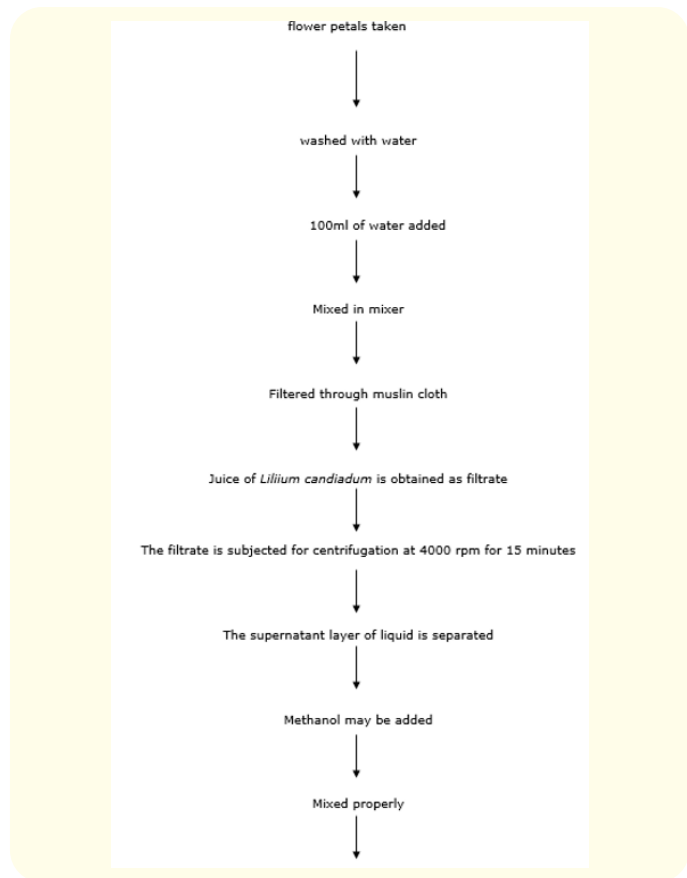 flower petals taken
washed with water
100ml of water added
Mixed in mixer
Filtered through muslin cloth
Juice of Liliium candiadum is obtained as filtrate
The filtrate is subjected for centrifugation at 4000 rpm for 15 minutes
The supernatant layer of liquid is separated
Methanol may be added
Mixed properly